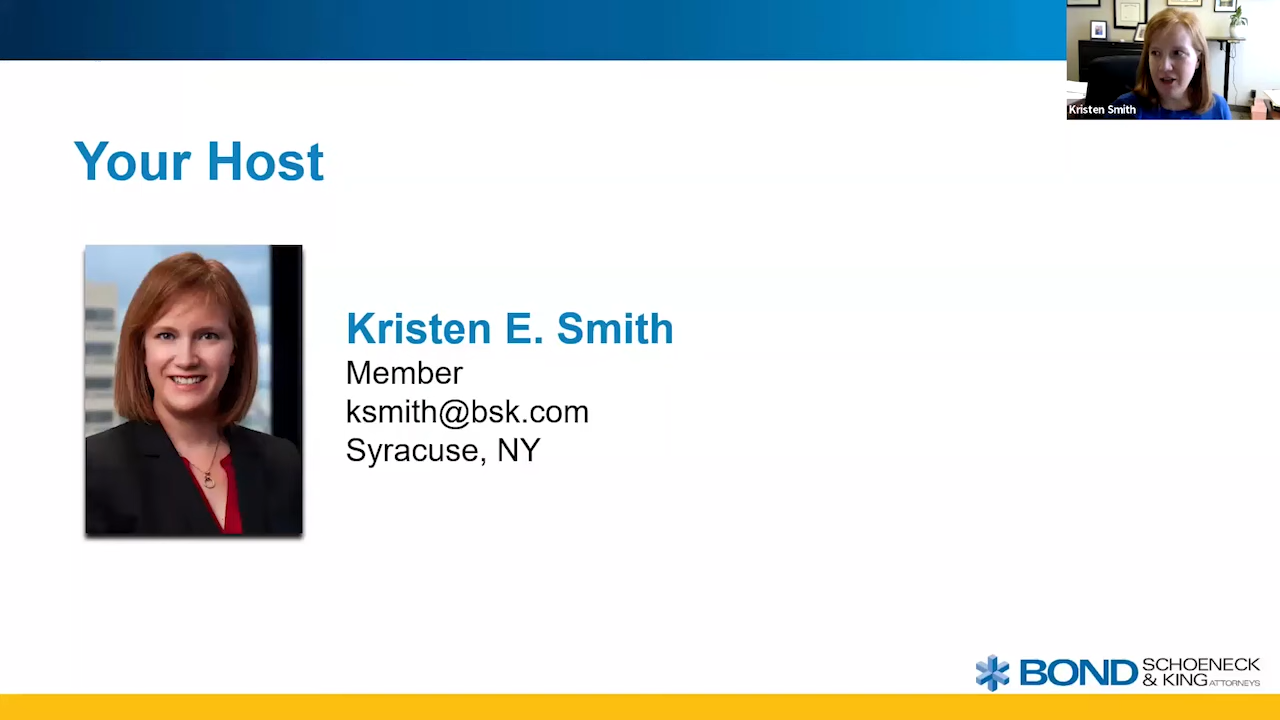 Kristen Smith
Your Host
Kristen E. Smith
Member
ksmith@bsk.com
Syracuse, NY
BOND SCHOENECK
& KING ATTORNEYS